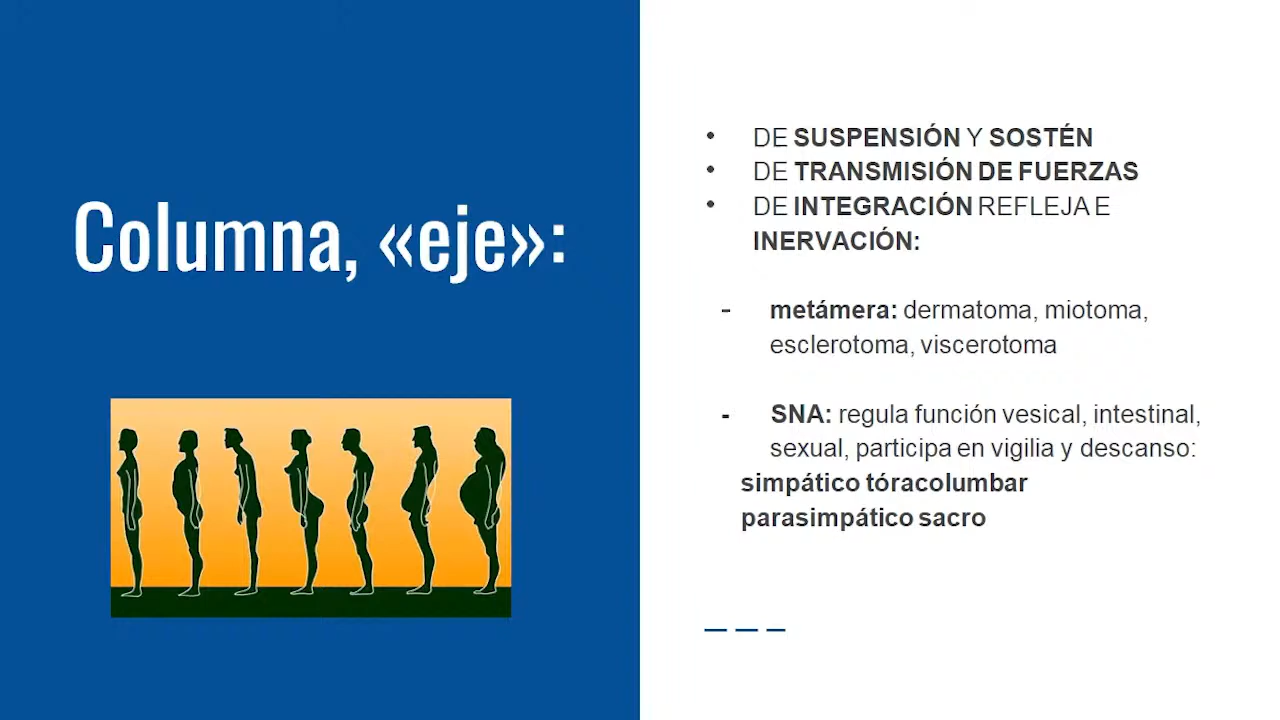 Columna, «eje»:
• DE SUSPENSIÓN Y SOSTÉN
• DE TRANSMISIÓN DE FUERZAS
• DE INTEGRACIÓN REFLEJA E
INERVACIÓN:
- metámera: dermatoma, miotoma,
esclerotoma, viscerotoma
- SNA: regula función vesical, intestinal,
sexual, participa en vigilia y descanso:
simpático tóracolumbar
parasimpático sacro